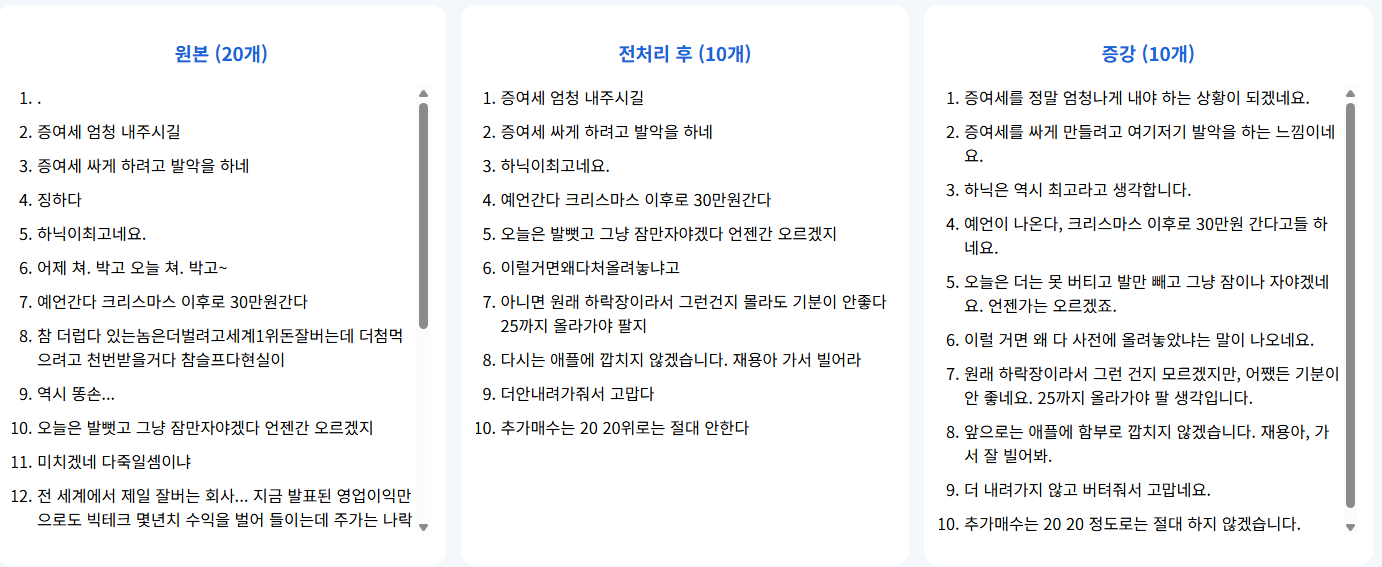 원본 (20개)
1. .
2. 증여세 엄청 내주시길
3. 증여세 싸게 하려고 발악을 하네
4. 징하다
5. 하닉이최고네요.
6. 어제 쳐. 박고 오늘 쳐. 박고~
7. 예언간다 크리스마스 이후로 30만원간다
8. 참 더럽다 있는놈은더벌려고세계1위돈잘버는데 더첨먹
으려고 천번받을거다 참슬프다현실이
9. 역시 똥손...
10. 오늘은 발뻣고 그냥 잠만자야겠다 언젠간 오르겠지
11. 미치겠네 다죽일셈이냐
12. 전 세계에서 제일 잘버는 회사... 지금 발표된 영업이익만
으로도 빅테크 몇년치 수익을 벌어 들이는데 주가는 나락
전처리 후 (10개)
1. 증여세 엄청 내주시길
2. 증여세 싸게 하려고 발악을 하네
3. 하닉이최고네요.
4. 예언간다 크리스마스 이후로 30만원간다
5. 오늘은 발뻣고 그냥 잠만자야겠다 언젠간 오르겠지
6. 이럴거면왜다처올려놓냐고
7. 아니면 원래 하락장이라서 그런건지 몰라도 기분이 안좋다
25까지 올라가야 팔지
8. 다시는 애플에 깝치지 않겠습니다. 재용아 가서 빌어라
9. 더안내려가줘서 고맙다
10. 추가매수는 20 20위로는 절대 안한다
증강 (10개)
1. 증여세를 정말 엄청나게 내야 하는 상황이 되겠네요.
2. 증여세를 싸게 만들려고 여기저기 발악을 하는 느낌이네
요.
3. 하닉은 역시 최고라고 생각합니다.
4. 예언이 나온다, 크리스마스 이후로 30만원 간다고들 하
네요.
5. 오늘은 더는 못 버티고 발만 빼고 그냥 잠이나 자야겠네
요. 언젠가는 오르겠죠.
6. 이럴 거면 왜 다 사전에 올려놓았냐는 말이 나오네요.
7. 원래 하락장이라서 그런 건지 모르겠지만, 어쨌든 기분이
안 좋네요. 25까지 올라가야 팔 생각입니다.
8. 앞으로는 애플에 함부로 깝치지 않겠습니다. 재용아, 가
서 잘 빌어봐.
9. 더 내려가지 않고 버텨줘서 고맙네요.
10. 추가매수는 20 20 정도로는 절대 하지 않겠습니다.